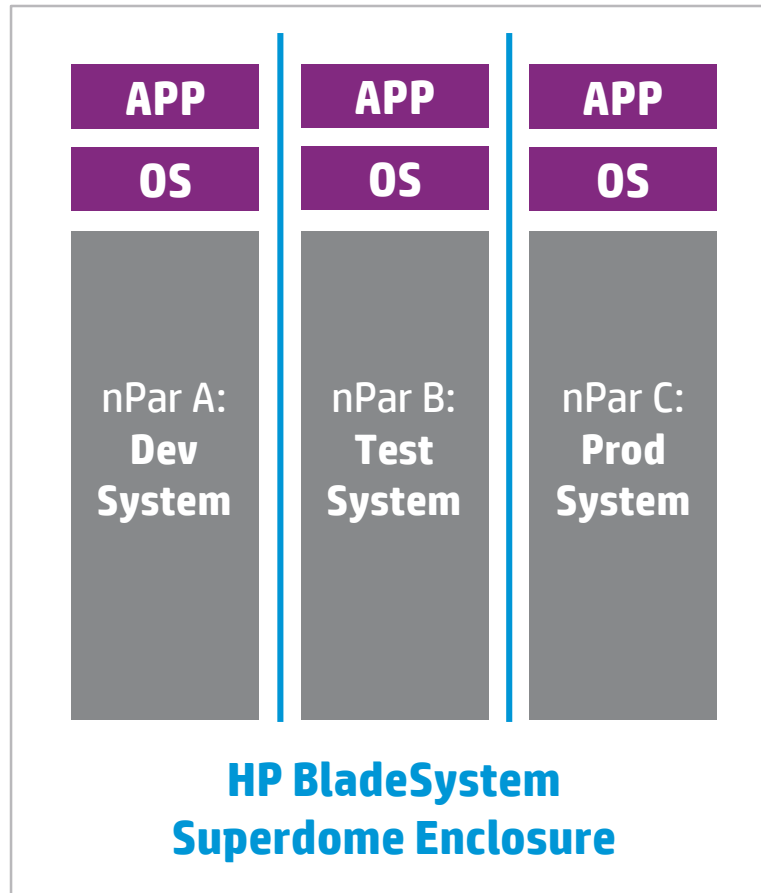 APP
OS
nPar A:
Dev
System
APP
OS
nPar B:
Test
System
APP
OS
nPar C:
Prod
System
HP BladeSystem
Superdome Enclosure